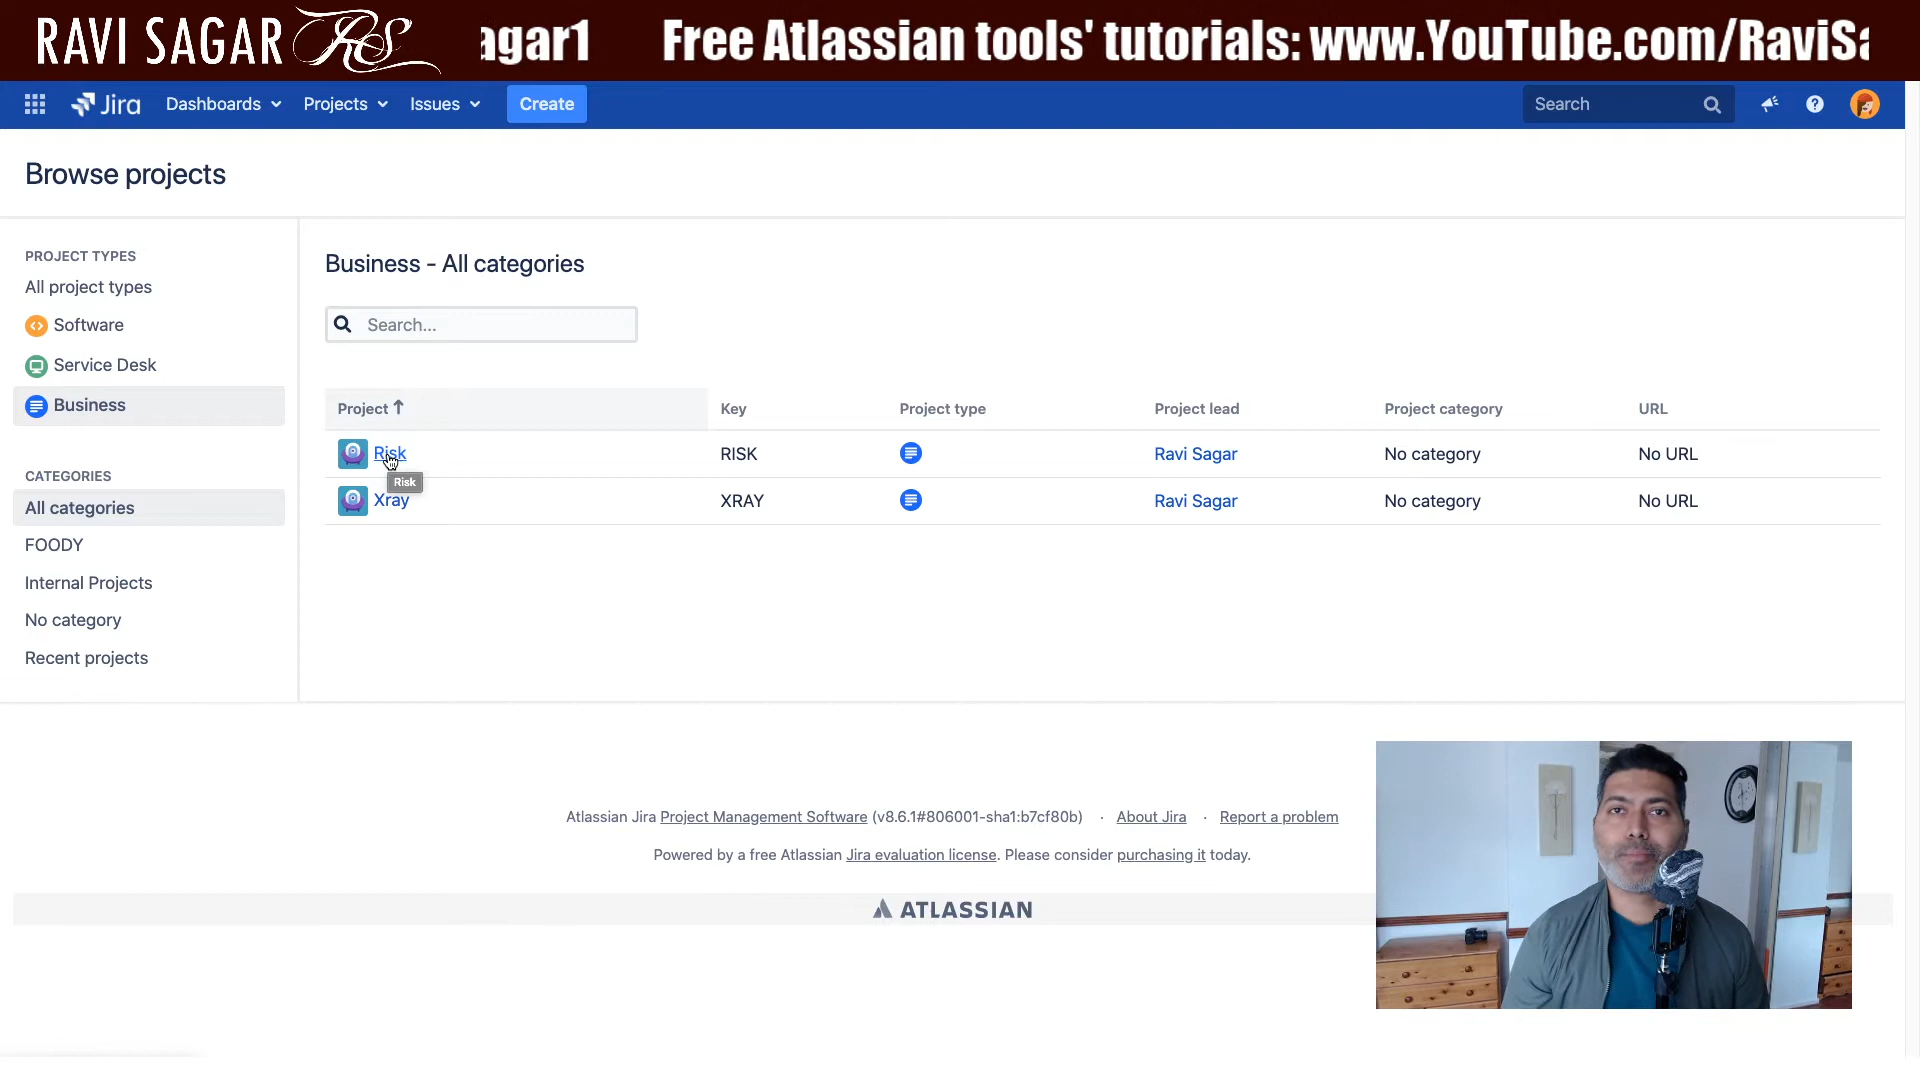 RAVI SAGAR RS
agar1 Free Atlassian tools' tutorials: www.YouTube.com/RaviSa
Jira Dashboards Projects Issues Create Search
Browse projects
PROJECT TYPES
All project types
Software
Service Desk
Business
CATEGORIES
All categories
FOODY
Internal Projects
No category
Recent projects
Business - All categories
Search...
Project ↑ Key Project type Project lead Project category URL
Risk RISK Ravi Sagar No category No URL
Risk
Xray XRAY Ravi Sagar No category No URL
Atlassian Jira Project Management Software (v8.6.1#806001-sha1:b7cf80b) · About Jira · Report a problem
Powered by a free Atlassian Jira evaluation license. Please consider purchasing it today.
ATLASSIAN